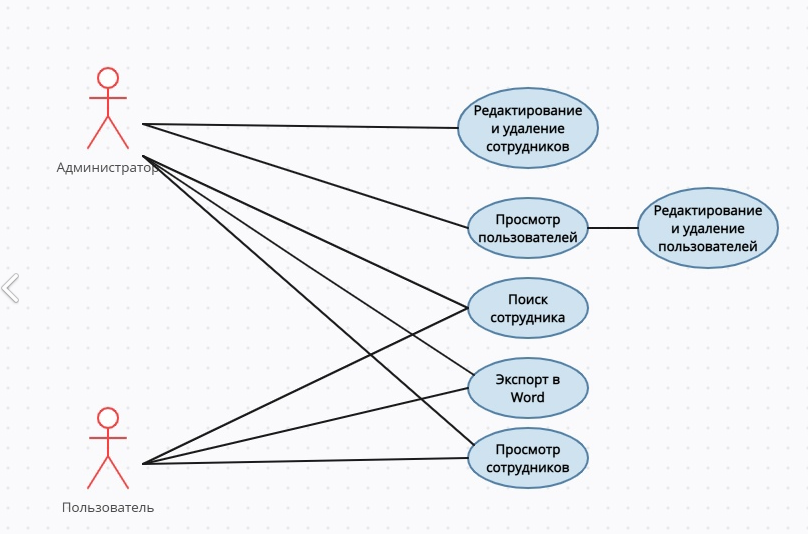 Администратор
Редактирование
и удаление
сотрудников
Просмотр
пользователей
Редактирование
и удаление
пользователей
Поиск
сотрудника
Экспорт в
Word
Просмотр
сотрудников
Пользователь